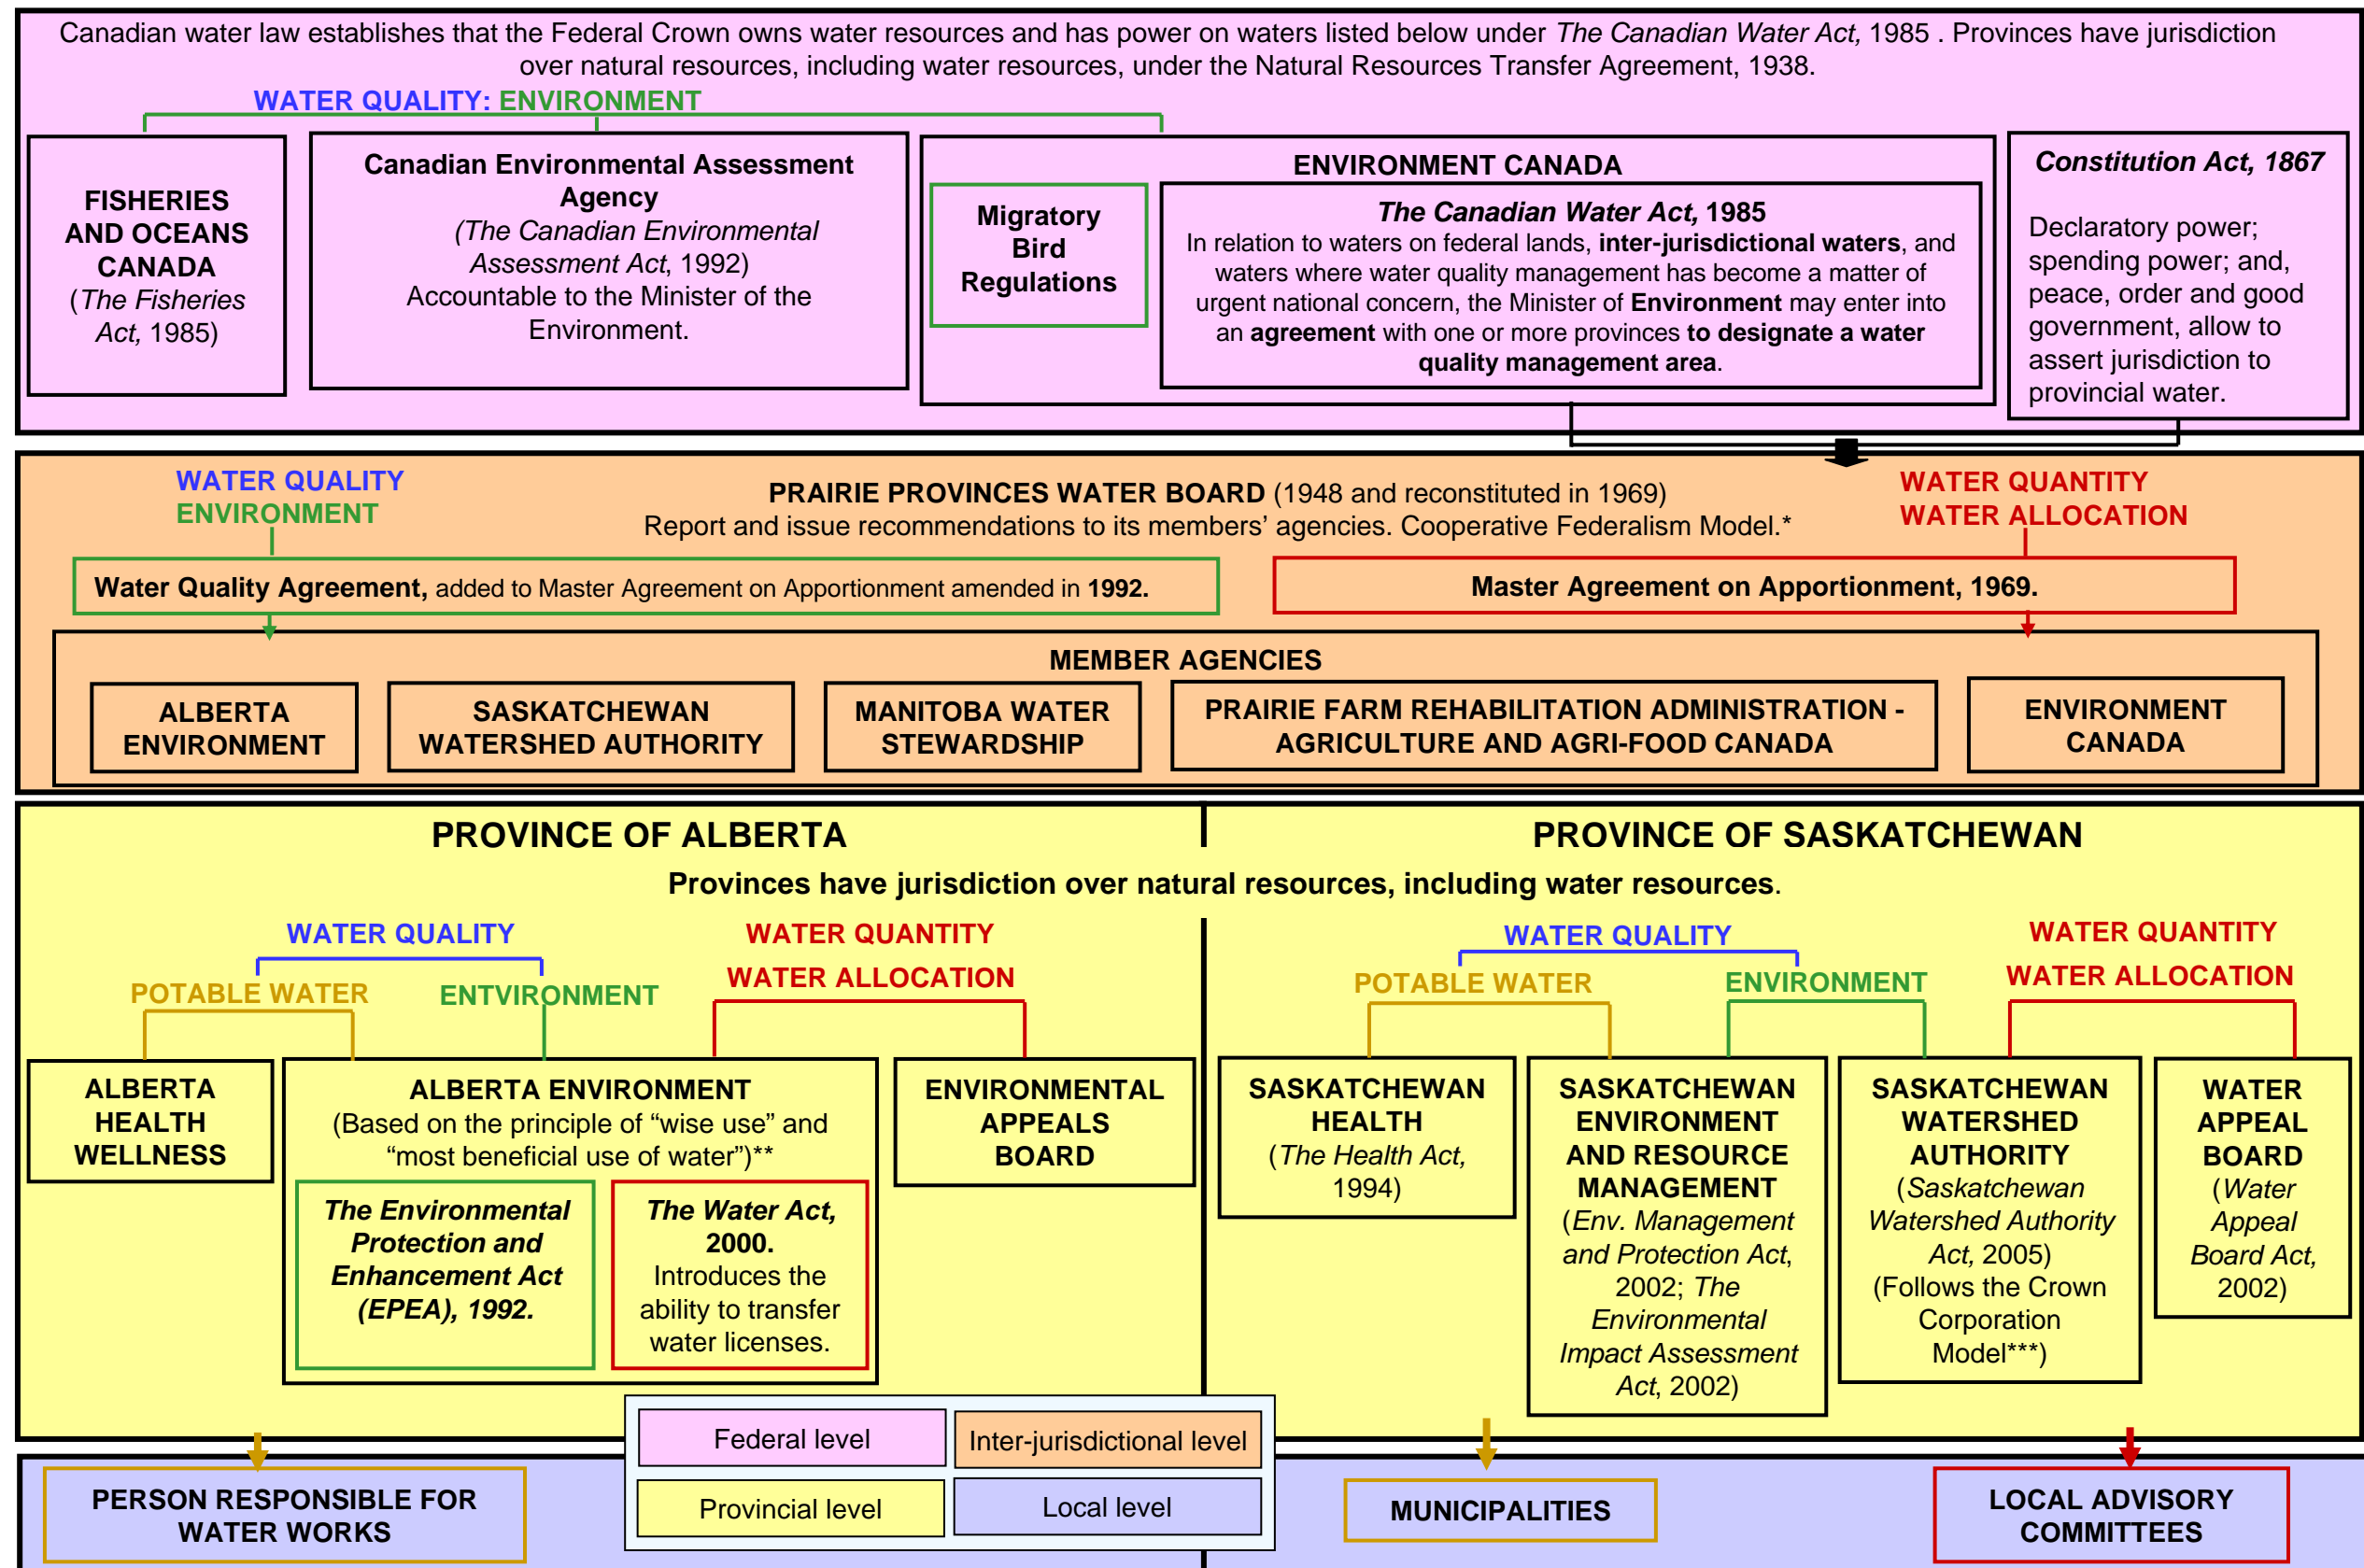 Canadian water law establishes that the Federal Crown owns water resources and has power on waters listed below under The Canadian Water Act, 1985 . Provinces have jurisdiction
over natural resources, including water resources, under the Natural Resources Transfer Agreement, 1938.
WATER QUALITY: ENVIRONMENT
FISHERIES
AND OCEANS
CANADA
(The Fisheries
Act, 1985)
Canadian Environmental Assessment
Agency
(The Canadian Environmental
Assessment Act, 1992)
Accountable to the Minister of the
Environment.
ENVIRONMENT CANADA
Migratory
Bird
Regulations
The Canadian Water Act, 1985
In relation to waters on federal lands, inter-jurisdictional waters, and
waters where water quality management has become a matter of
urgent national concern, the Minister of Environment may enter into
an agreement with one or more provinces to designate a water
quality management area.
Constitution Act, 1867
Declaratory power;
spending power; and,
peace, order and good
government, allow to
assert jurisdiction to
provincial water.
WATER QUALITY
ENVIRONMENT
PRAIRIE PROVINCES WATER BOARD (1948 and reconstituted in 1969)
Report and issue recommendations to its members’ agencies. Cooperative Federalism Model.*
WATER QUANTITY
WATER ALLOCATION
Water Quality Agreement, added to Master Agreement on Apportionment amended in 1992.
Master Agreement on Apportionment, 1969.
MEMBER AGENCIES
ALBERTA
ENVIRONMENT
SASKATCHEWAN
WATERSHED AUTHORITY
MANITOBA WATER
STEWARDSHIP
PRAIRIE FARM REHABILITATION ADMINISTRATION -
AGRICULTURE AND AGRI-FOOD CANADA
ENVIRONMENT
CANADA
PROVINCE OF ALBERTA
PROVINCE OF SASKATCHEWAN
Provinces have jurisdiction over natural resources, including water resources.
WATER QUALITY
WATER QUANTITY
WATER ALLOCATION
POTABLE WATER
ENTVIRONMENT
ALBERTA
HEALTH
WELLNESS
ALBERTA ENVIRONMENT
(Based on the principle of “wise use” and
“most beneficial use of water”)**
The Environmental
Protection and
Enhancement Act
(EPEA), 1992.
The Water Act,
2000.
Introduces the
ability to transfer
water licenses.
ENVIRONMENTAL
APPEALS
BOARD
WATER QUALITY
WATER QUANTITY
WATER ALLOCATION
POTABLE WATER
ENVIRONMENT
SASKATCHEWAN
HEALTH
(The Health Act,
1994)
SASKATCHEWAN
ENVIRONMENT
AND RESOURCE
MANAGEMENT
(Env. Management
and Protection Act,
2002; The
Environmental
Impact Assessment
Act, 2002)
SASKATCHEWAN
WATERSHED
AUTHORITY
(Saskatchewan
Watershed Authority
Act, 2005)
(Follows the Crown
Corporation
Model***)
WATER
APPEAL
BOARD
(Water
Appeal
Board Act,
2002)
Federal level
Inter-jurisdictional level
Provincial level
Local level
PERSON RESPONSIBLE FOR
WATER WORKS
MUNICIPALITIES
LOCAL ADVISORY
COMMITTEES